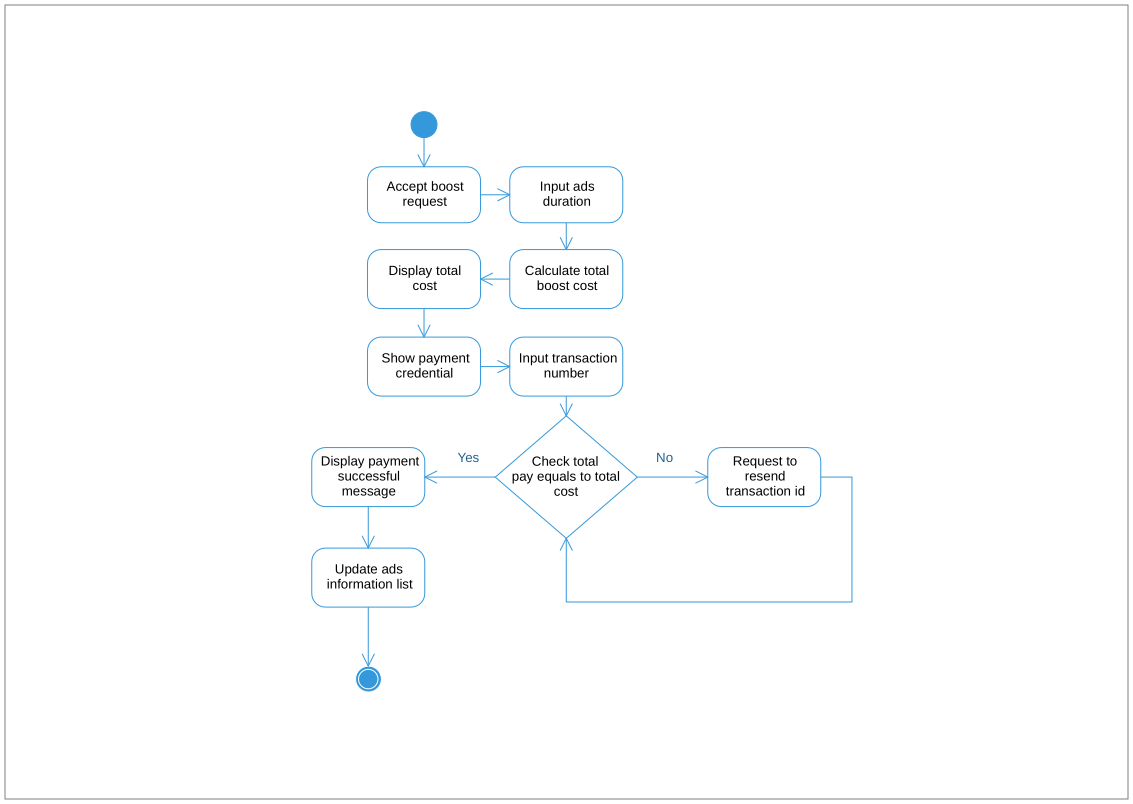 Accept boost
request
Input ads
duration
Display total
cost
Calculate total
boost cost
Show payment
credential
Input transaction
number
Display payment
successful
message
Yes
Check total
pay equals to total
cost
No
Request to
resend
transaction id
Update ads
information list